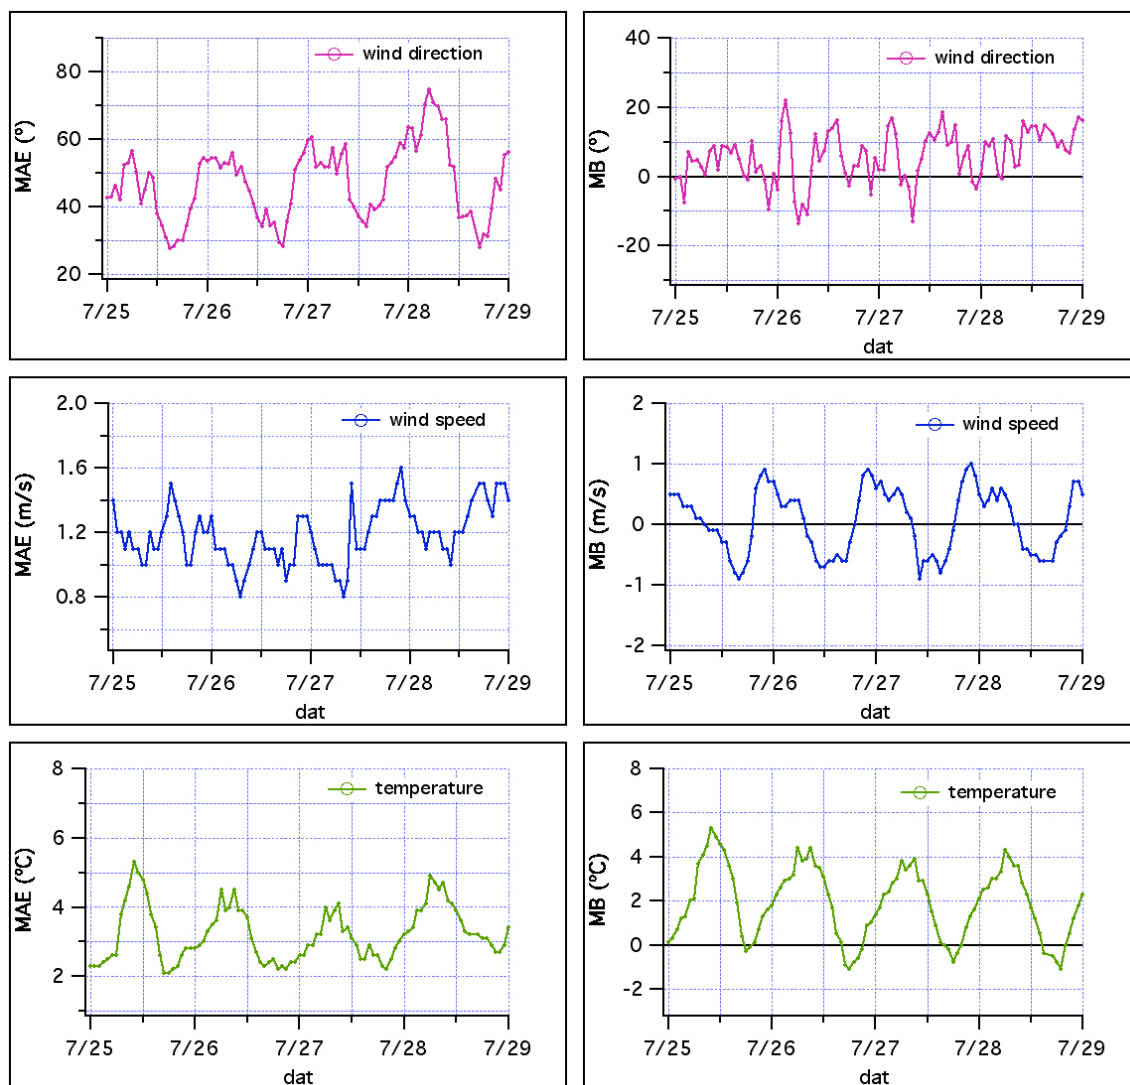 wind direction
MAE (°)
80
60
40
20
7/25 7/26 7/27 7/28 7/29
wind direction
MB (°)
40
20
0
-20
7/25 7/26 7/27 7/28 7/29
dat
wind speed
MAE (m/s)
2.0
1.6
1.2
0.8
7/25 7/26 7/27 7/28 7/29
dat
wind speed
MB (m/s)
2
1
0
-1
-2
7/25 7/26 7/27 7/28 7/29
dat
temperature
MAE (ºC)
8
6
4
2
7/25 7/26 7/27 7/28 7/29
dat
temperature
MB (ºC)
8
6
4
2
0
-2
7/25 7/26 7/27 7/28 7/29
dat